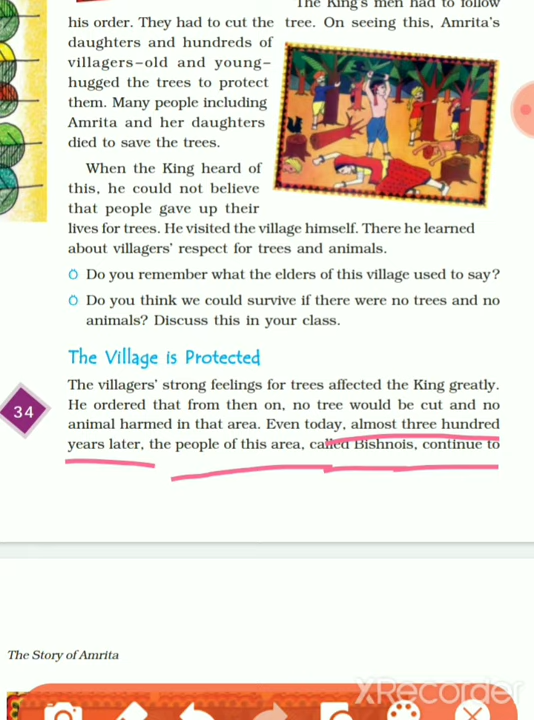 The King's men had to follow
his order. They had to cut the tree. On seeing this, Amrita's
daughters and hundreds of
villagers–old and young–
hugged the trees to protect
them. Many people including
Amrita and her daughters
died to save the trees.
When the King heard of
this, he could not believe
that people gave up their
lives for trees. He visited the village himself. There he learned
about villagers' respect for trees and animals.
Do you remember what the elders of this village used to say?
Do you think we could survive if there were no trees and no
animals? Discuss this in your class.
The Village is Protected
The villagers' strong feelings for trees affected the King greatly.
He ordered that from then on, no tree would be cut and no
animal harmed in that area. Even today, almost three hundred
years later, the people of this area, called Bishnois, continue to
34
The Story of Amrita
XRecorder